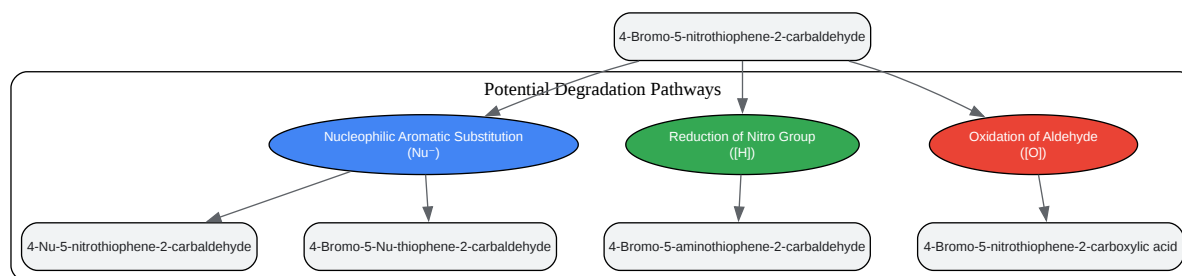 4-Bromo-5-nitrothiophene-2-carbaldehyde
Potential Degradation Pathways
Nucleophilic Aromatic Substitution
(Nu⁻)
Reduction of Nitro Group
([H])
Oxidation of Aldehyde
([O])
4-Nu-5-nitrothiophene-2-carbaldehyde
4-Bromo-5-Nu-thiophene-2-carbaldehyde
4-Bromo-5-aminothiophene-2-carbaldehyde
4-Bromo-5-nitrothiophene-2-carboxylic acid